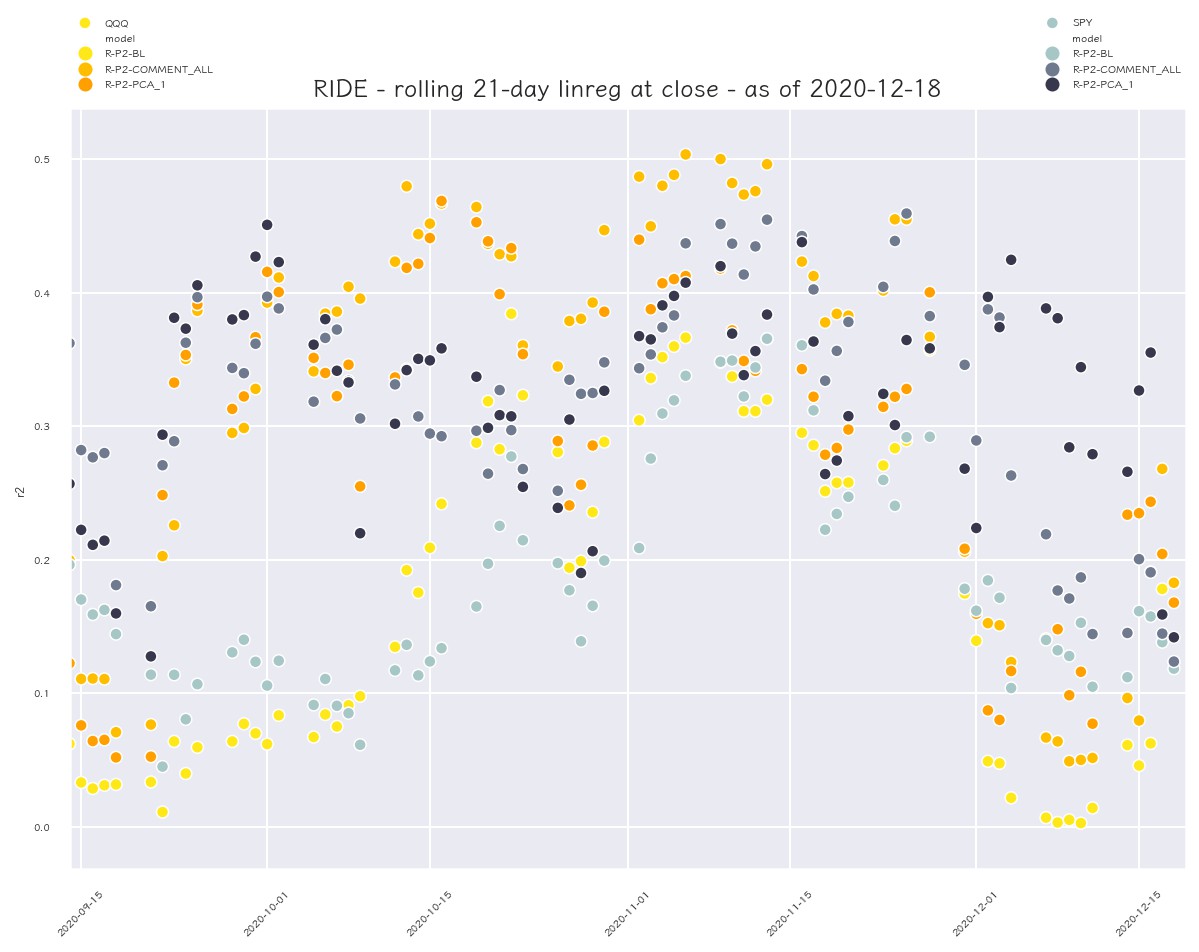 QQQ
model
R-P2-BL
R-P2-COMMENT_ALL
R-P2-PCA_1
SPY
model
R-P2-BL
R-P2-COMMENT_ALL
R-P2-PCA_1
RIDE - rolling 21-day linreg at close - as of 2020-12-18
0.5
0.4
0.3
r2
0.2
0.1
0.0
2020-09-15
2020-10-01
2020-10-15
2020-11-01
2020-11-15
2020-12-01
2020-12-15